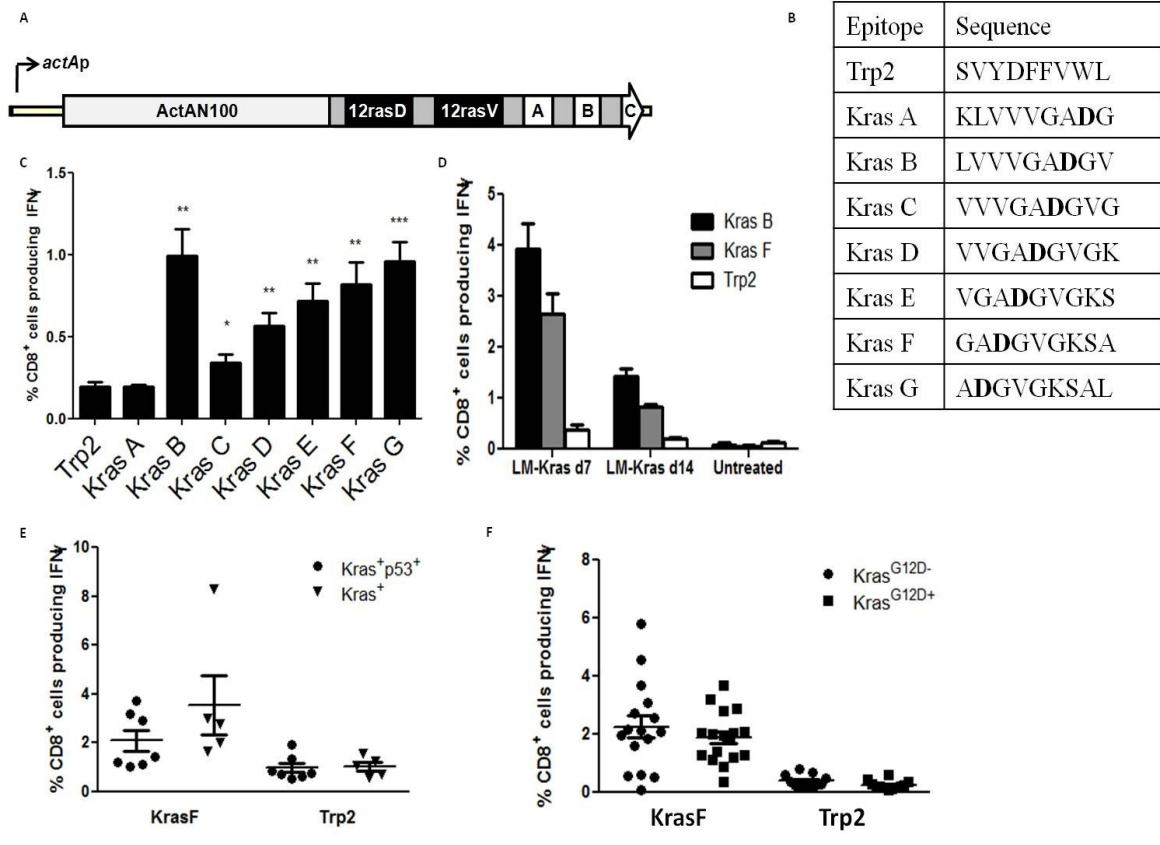 A
actAp
ActAN100 12rasD 12rasV A B C
B
Epitope Sequence
Trp2 SVYDFFVWL
Kras A KLVVVGADG
Kras B LVVVGADGV
Kras C VVVGADGVG
Kras D VVGADGVGK
Kras E VGADGVGKS
Kras F GADGVGKSA
Kras G ADGVGKSAL
C
% CD8+ cells producing IFNγ
1.5
1.0
0.5
0.0
** * ** ** ** ***
Trp2 Kras A Kras B Kras C Kras D Kras E Kras F Kras G
D
% CD8+ cells producing IFNγ
5
4
3
2
1
0
Kras B
Kras F
Trp2
LM-Kras d7 LM-Kras d14 Untreated
E
% CD8+ cells producing IFNγ
10
8
6
4
2
0
Kras+p53+
Kras+
KrasF Trp2
F
% CD8+ cells producing IFNγ
8
6
4
2
0
KrasG12D-
KrasG12D+
KrasF Trp2